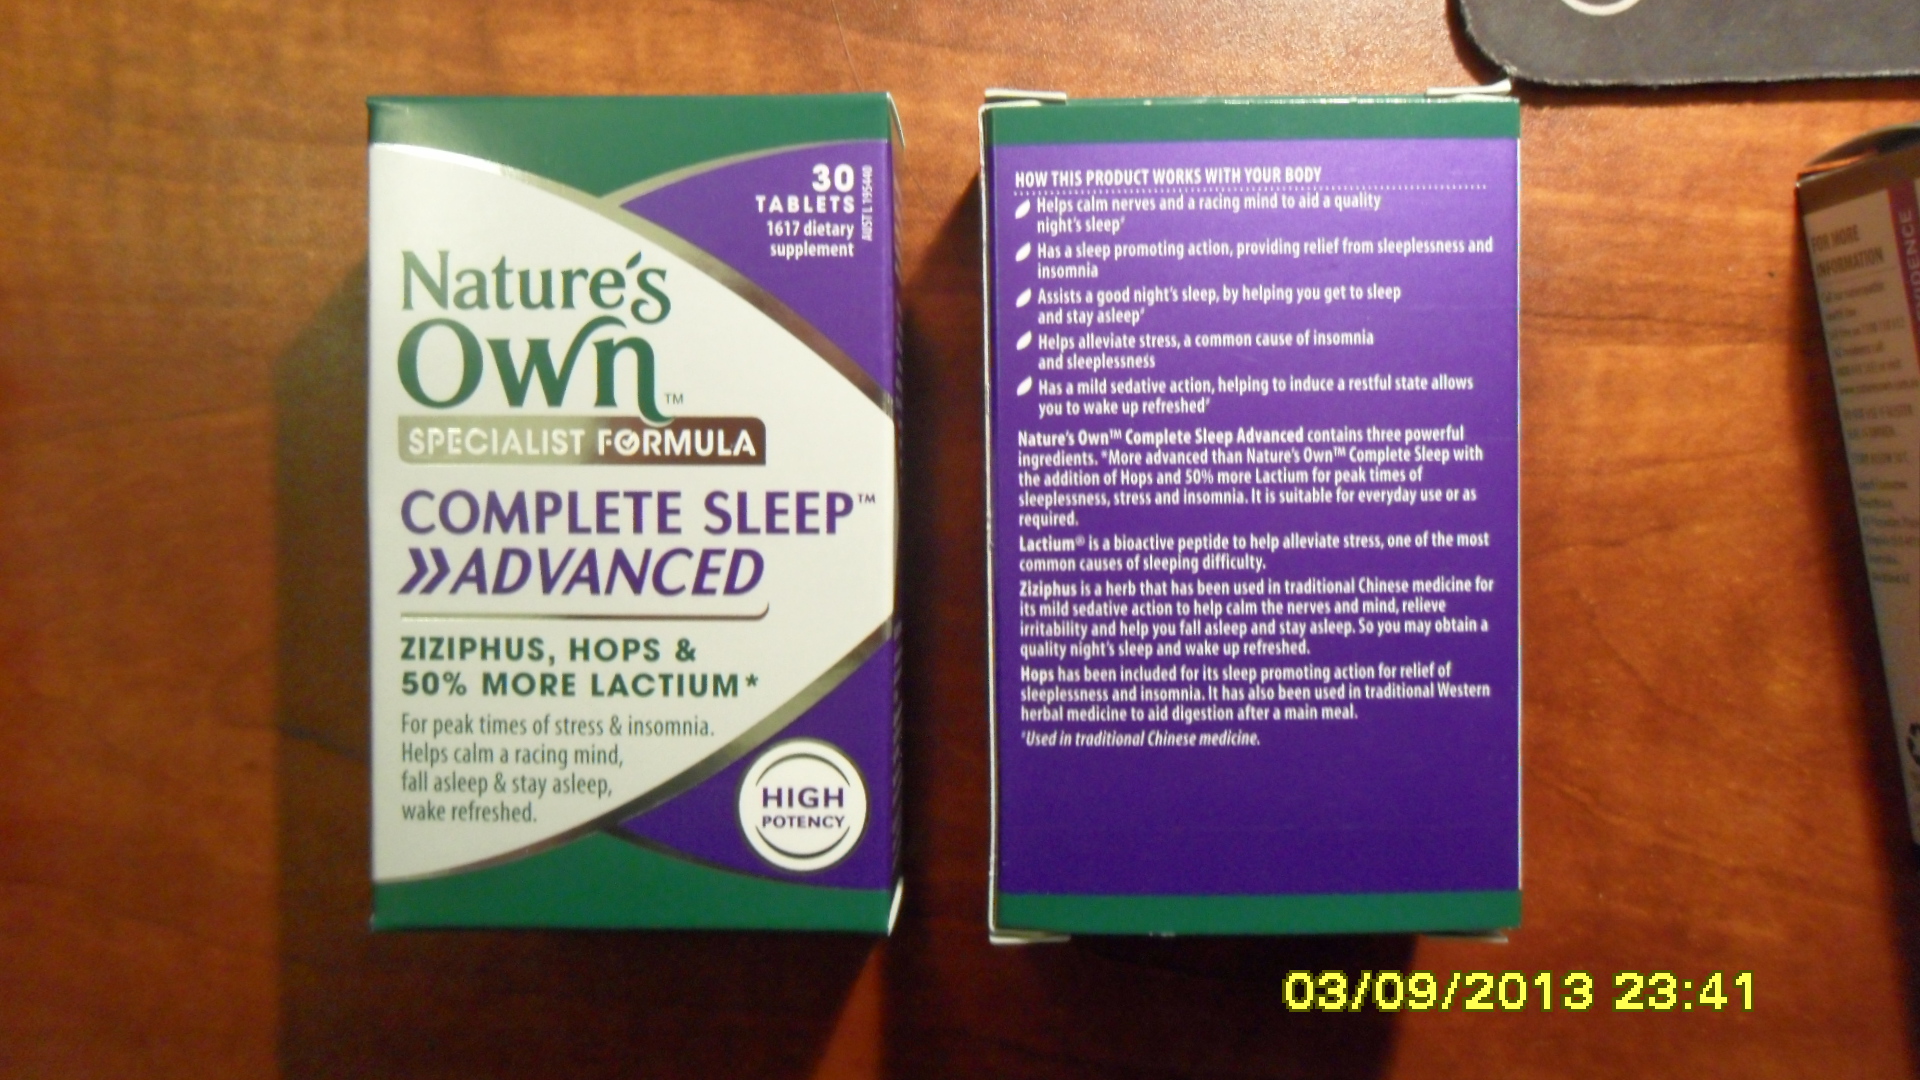 30
TABLETS
1617 dietary
supplement
AUST L 195440
Nature's
Own™
SPECIALIST FORMULA
COMPLETE SLEEP™
»ADVANCED
ZIZIPHUS, HOPS &
50% MORE LACTIUM*
For peak times of stress & insomnia.
Helps calm a racing mind,
fall asleep & stay asleep,
wake refreshed.
HIGH
POTENCY
HOW THIS PRODUCT WORKS WITH YOUR BODY
Helps calm nerves and a racing mind to aid a quality
night's sleep#
Has a sleep promoting action, providing relief from sleeplessness and
insomnia
Assists a good night's sleep, by helping you get to sleep
and stay asleep#
Helps alleviate stress, a common cause of insomnia
and sleeplessness
Has a mild sedative action, helping to induce a restful state allows
you to wake up refreshed#
Nature's Own™ Complete Sleep Advanced contains three powerful
ingredients. *More advanced than Nature's Own™ Complete Sleep with
the addition of Hops and 50% more Lactium for peak times of
sleeplessness, stress and insomnia. It is suitable for everyday use or as
required.
Lactium® is a bioactive peptide to help alleviate stress, one of the most
common causes of sleeping difficulty.
Ziziphus is a herb that has been used in traditional Chinese medicine for
its mild sedative action to help calm the nerves and mind, relieve
irritability and help you fall asleep and stay asleep. So you may obtain a
quality night's sleep and wake up refreshed.
Hops has been included for its sleep promoting action for relief of
sleeplessness and insomnia. It has also been used in traditional Western
herbal medicine to aid digestion after a main meal.
#Used in traditional Chinese medicine.
FOR MORE
INFORMATION
03/09/2013 23:41